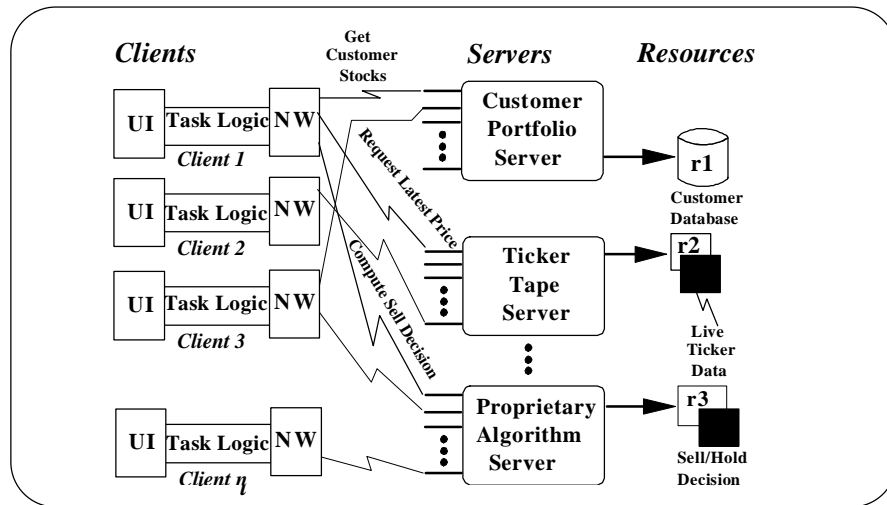 Clients
Get
Customer
Stocks
Servers
Resources
UI
Task Logic
NW
Client 1
Customer
Portfolio
Server
r1
Customer
Database
Request Latest Price
UI
Task Logic
NW
Client 2
Ticker
Tape
Server
r2
Live
Ticker
Data
Compute Sell Decision
UI
Task Logic
NW
Client 3
Proprietary
Algorithm
Server
r3
Sell/Hold
Decision
UI
Task Logic
NW
Client η